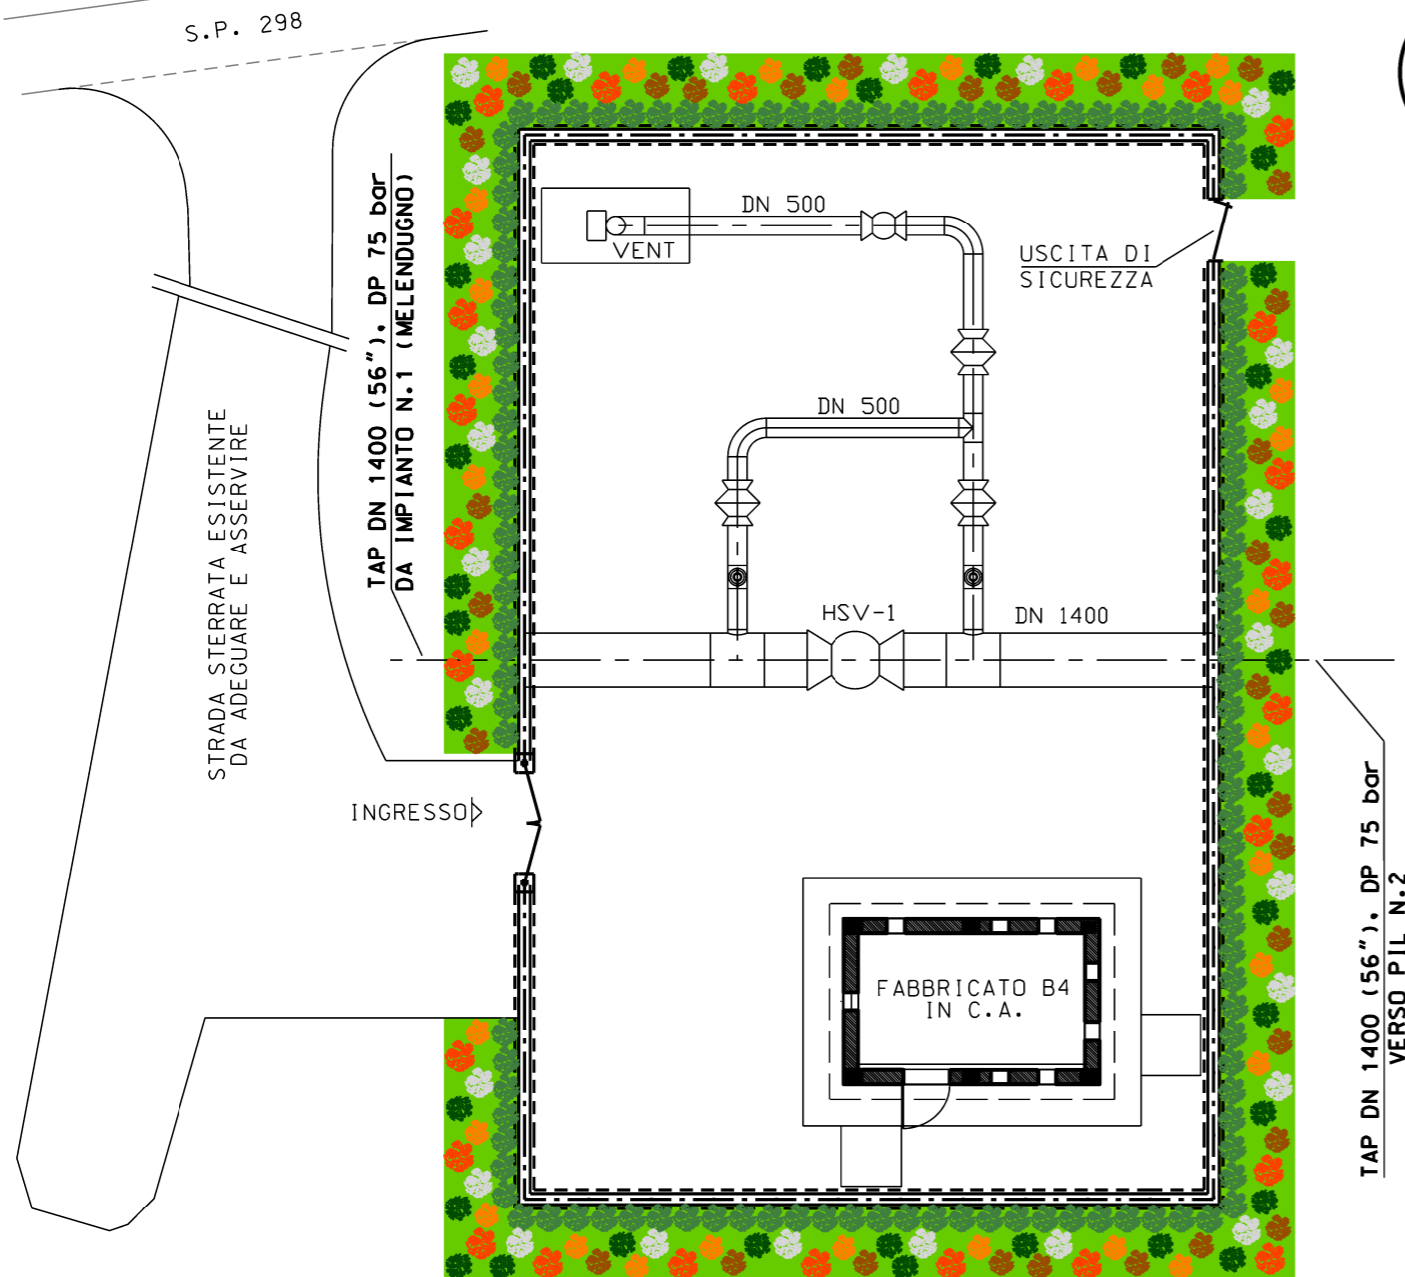 S.P. 298
TAP DN 1400 (56"), DP 75 bar
DA IMPIANTO N.1 (MELENDUGNO)
DN 500
VENT
USCITA DI
SICUREZZA
DN 500
STRADA STERRATA ESISTENTE
DA ADEGUARE E ASSERVIRE
HSV-1
DN 1400
INGRESSO
TAP DN 1400 (56"), DP 75 bar
VERSO PIL N.2
FABBRICATO B4
IN C.A.